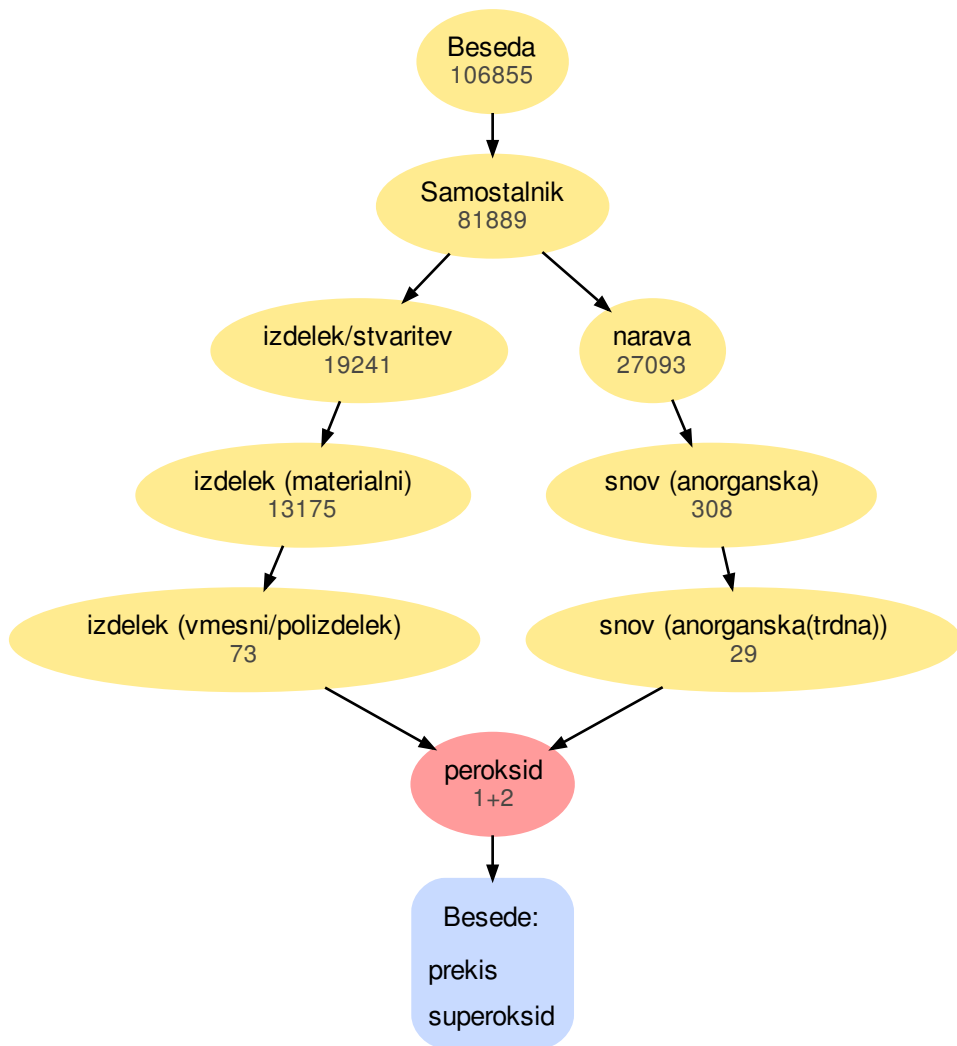 Beseda
106855
Samostalnik
81889
izdelek/stvaritev
19241
narava
27093
izdelek (materialni)
13175
snov (anorganska)
308
izdelek (vmesni/polizdelek)
73
snov (anorganska(trdna))
29
peroksid
1+2
Besede:
prekis
superoksid